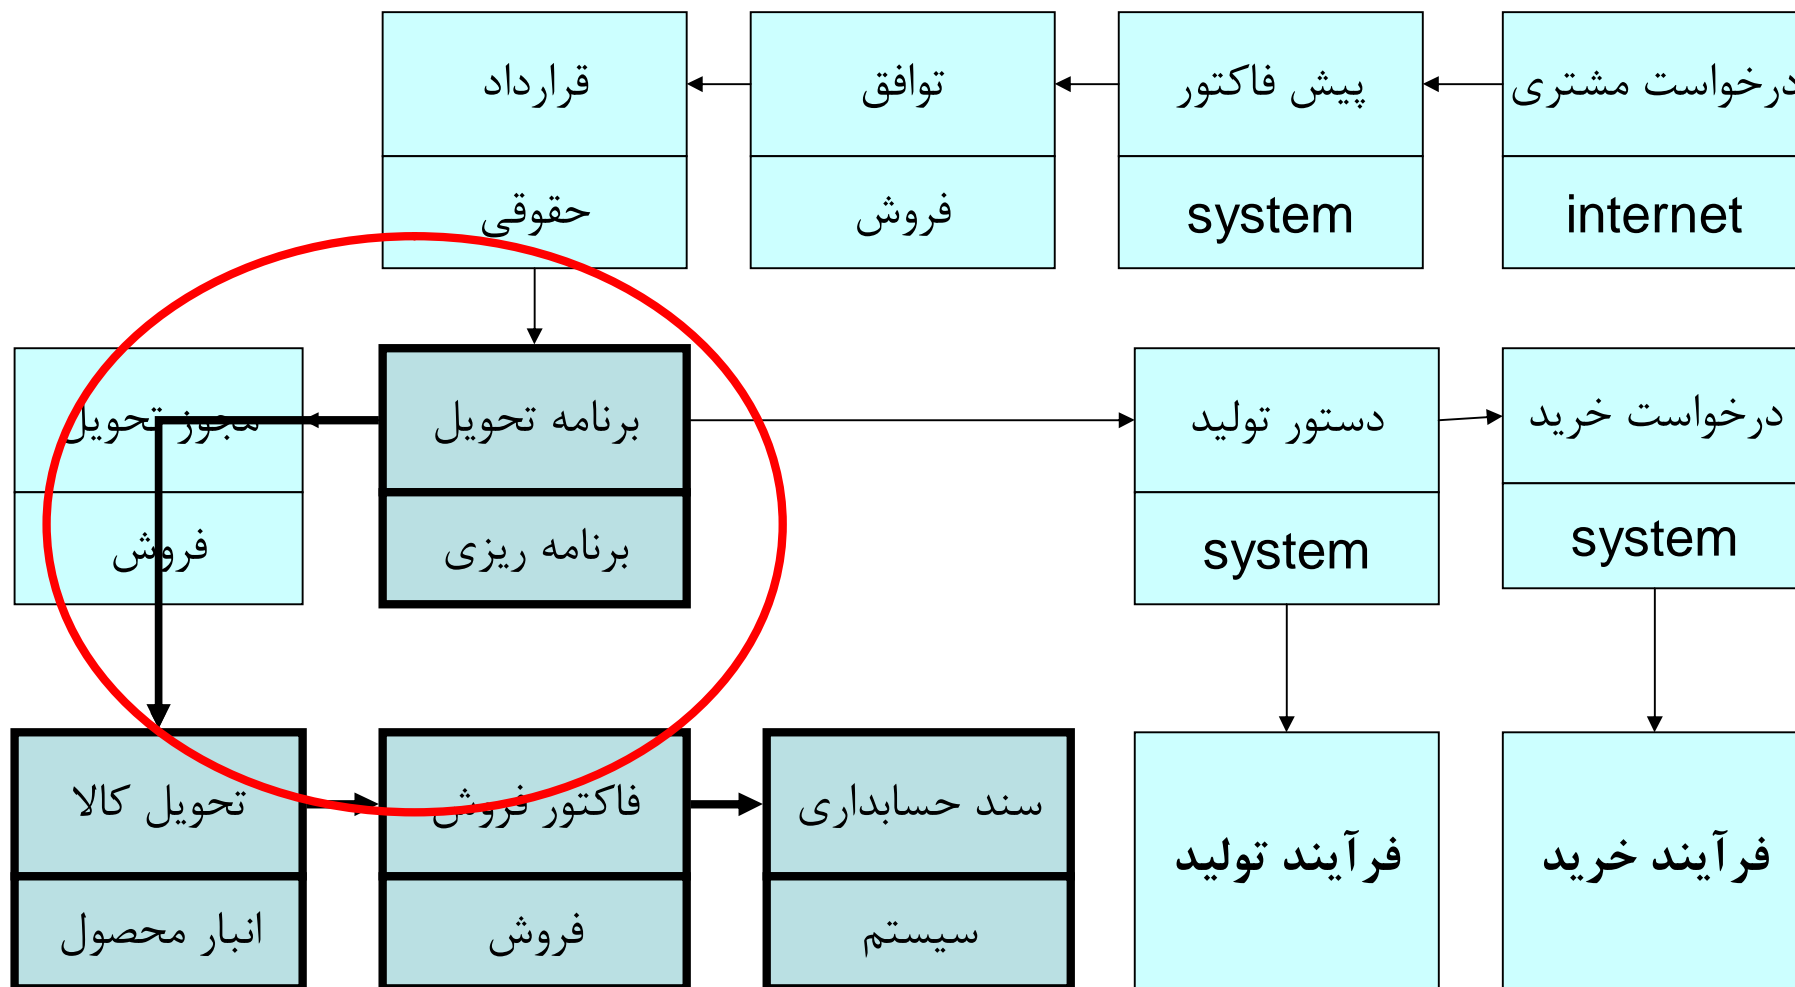 درخواست مشتری
internet
پیش فاکتور
system
توافق
فروش
قرارداد
حقوقی
درخواست خرید
system
دستور تولید
system
برنامه تحویل
برنامه ریزی
مجوز تحویل
فروش
فرآیند خرید
فرآیند تولید
سند حسابداری
سیستم
فاکتور فروش
فروش
تحویل کالا
انبار محصول